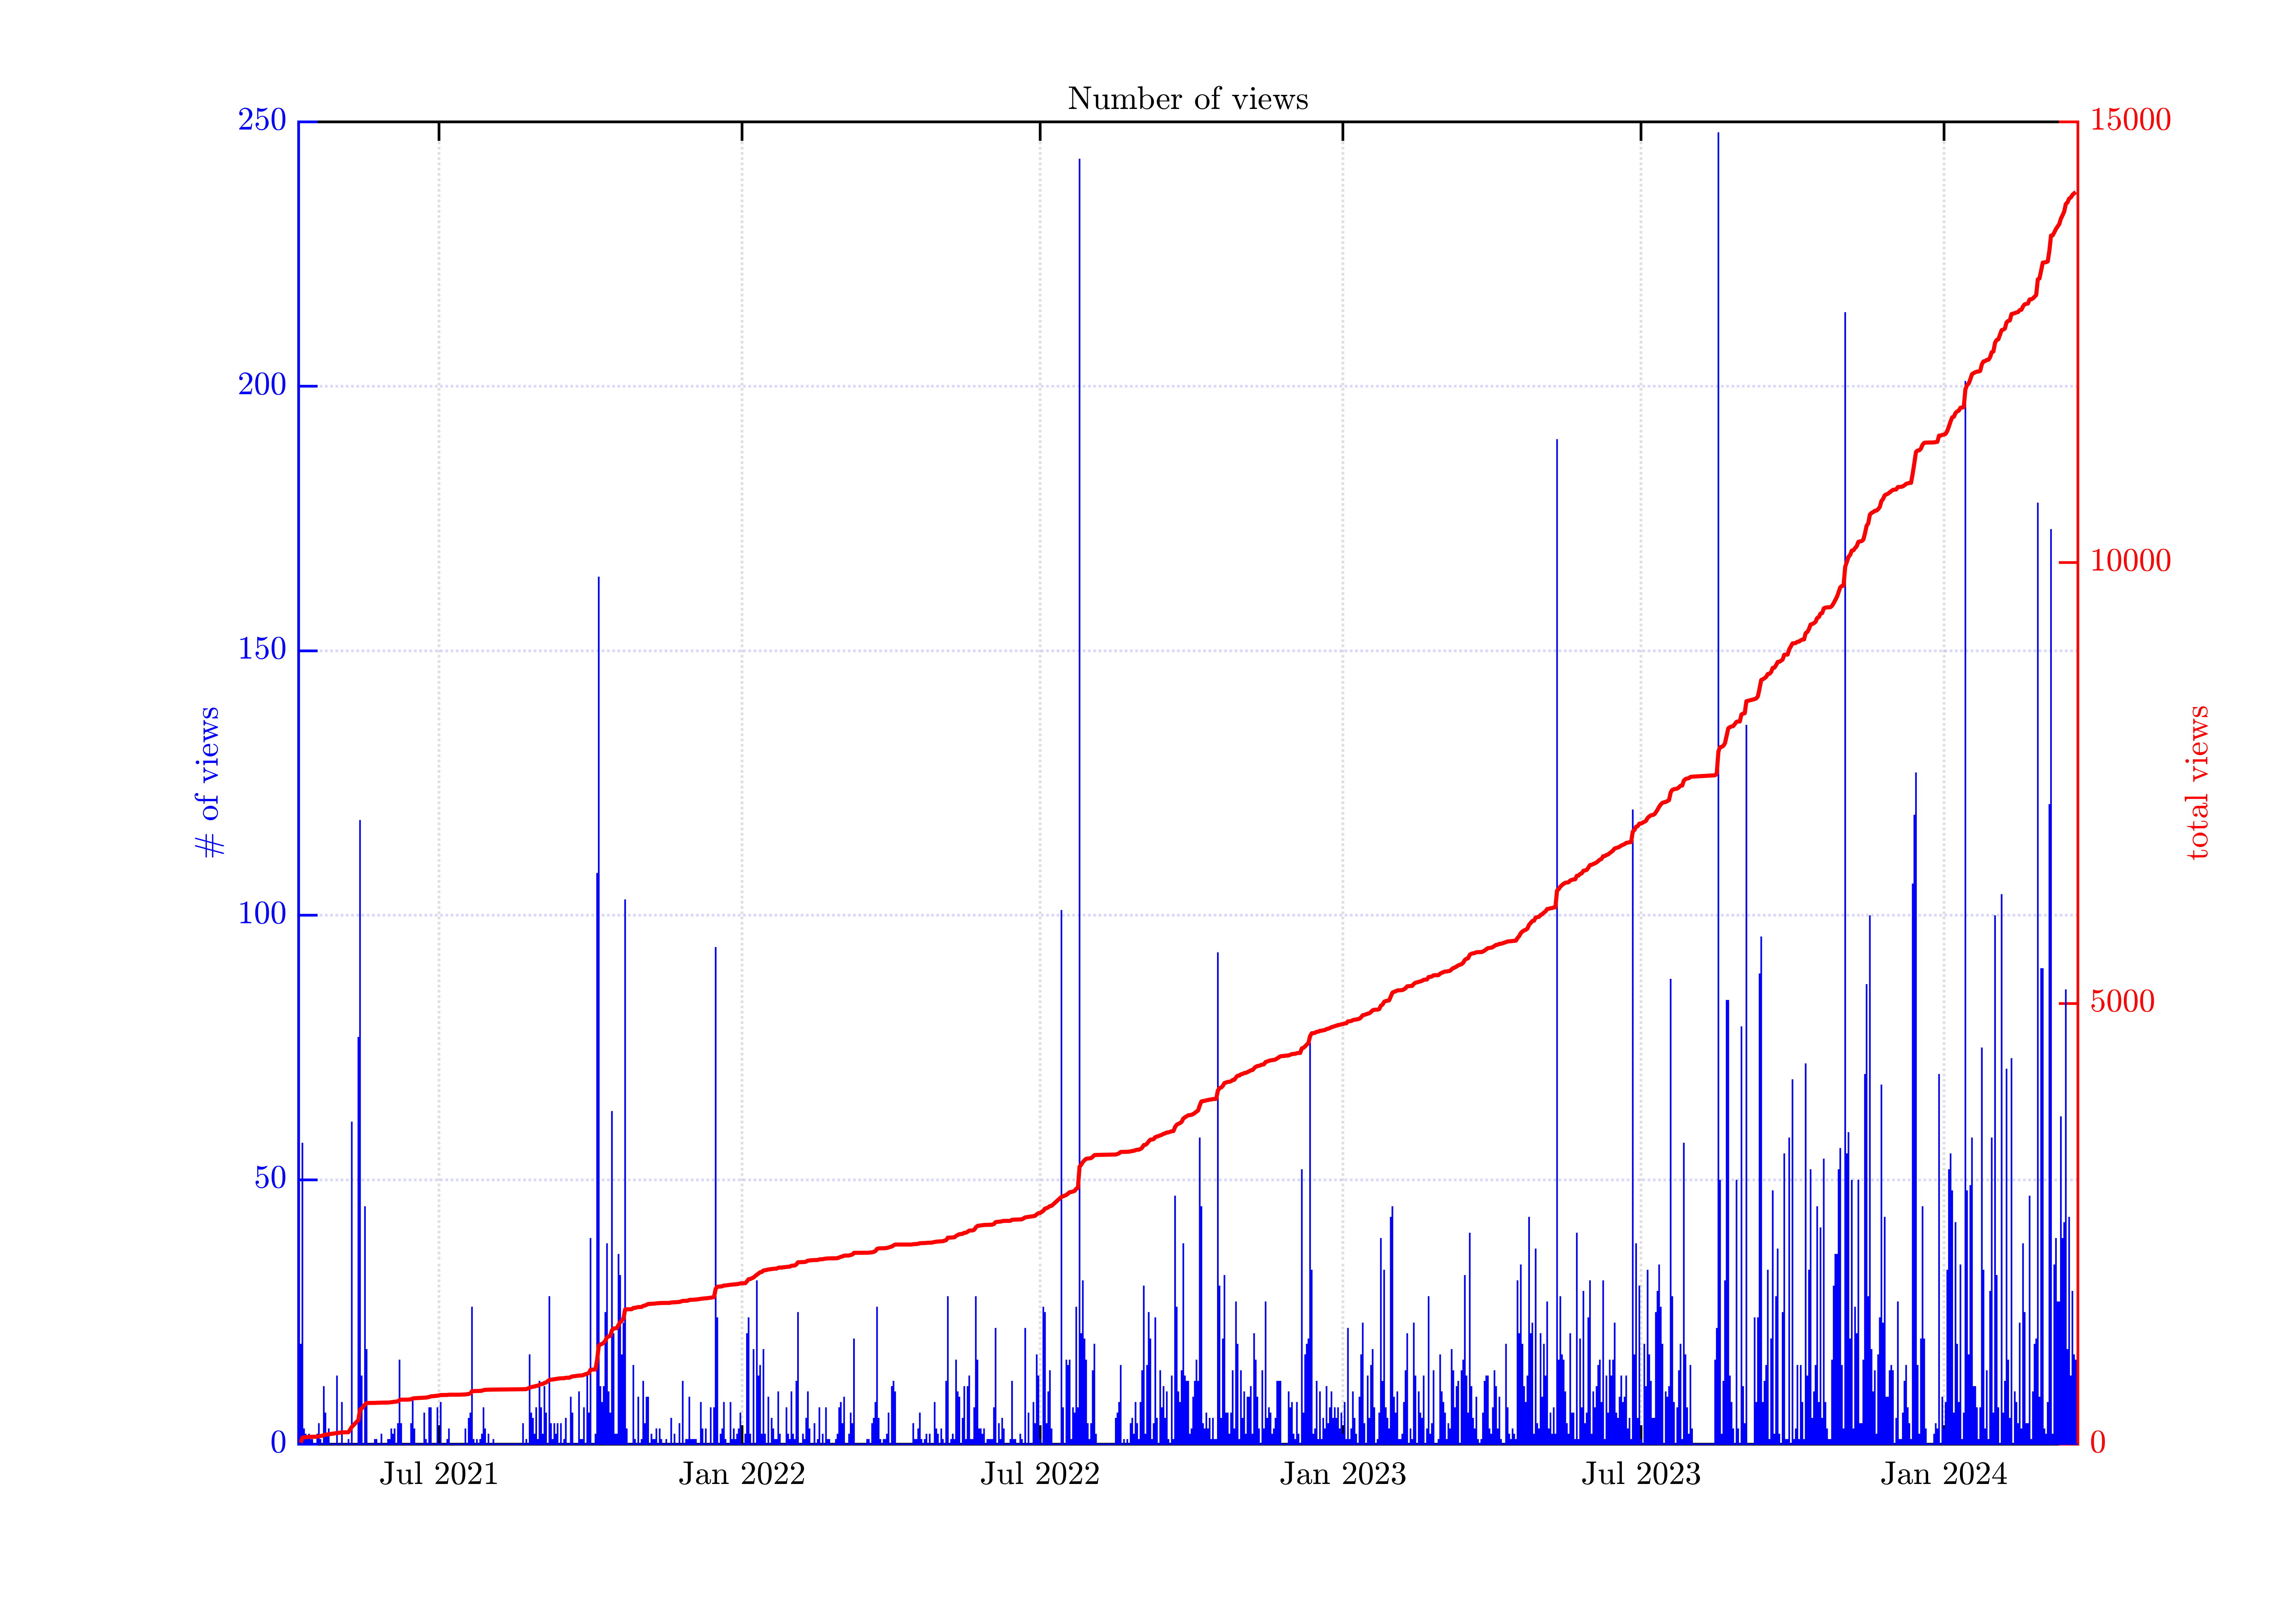 Number of views
250
200
150
100
50
0
# of views
15000
10000
5000
0
total views
Jul 2021
Jan 2022
Jul 2022
Jan 2023
Jul 2023
Jan 2024